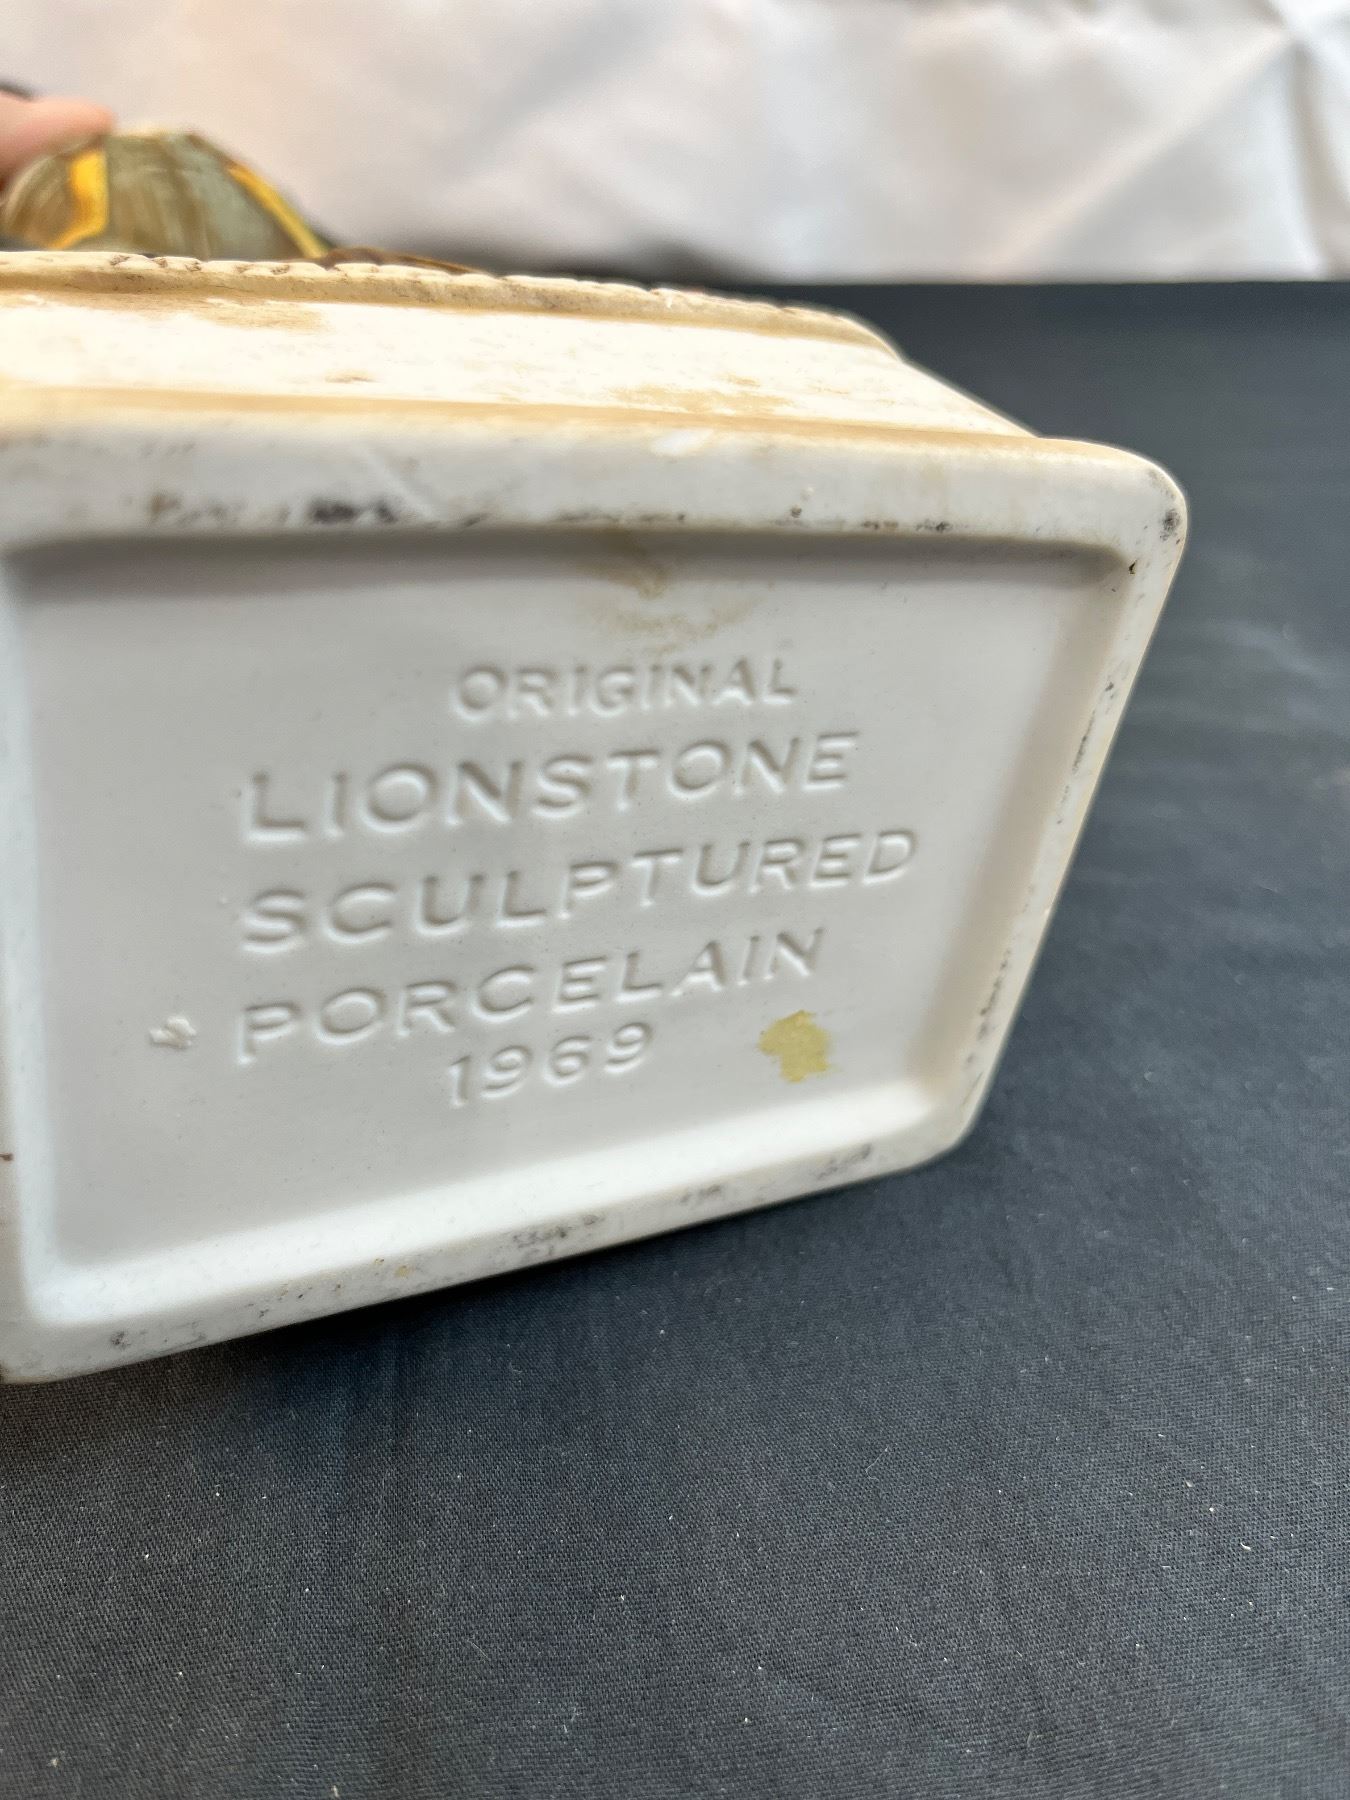 ORIGINAL
LIONSTONE
SCULPTURED
PORCELAIN
1969